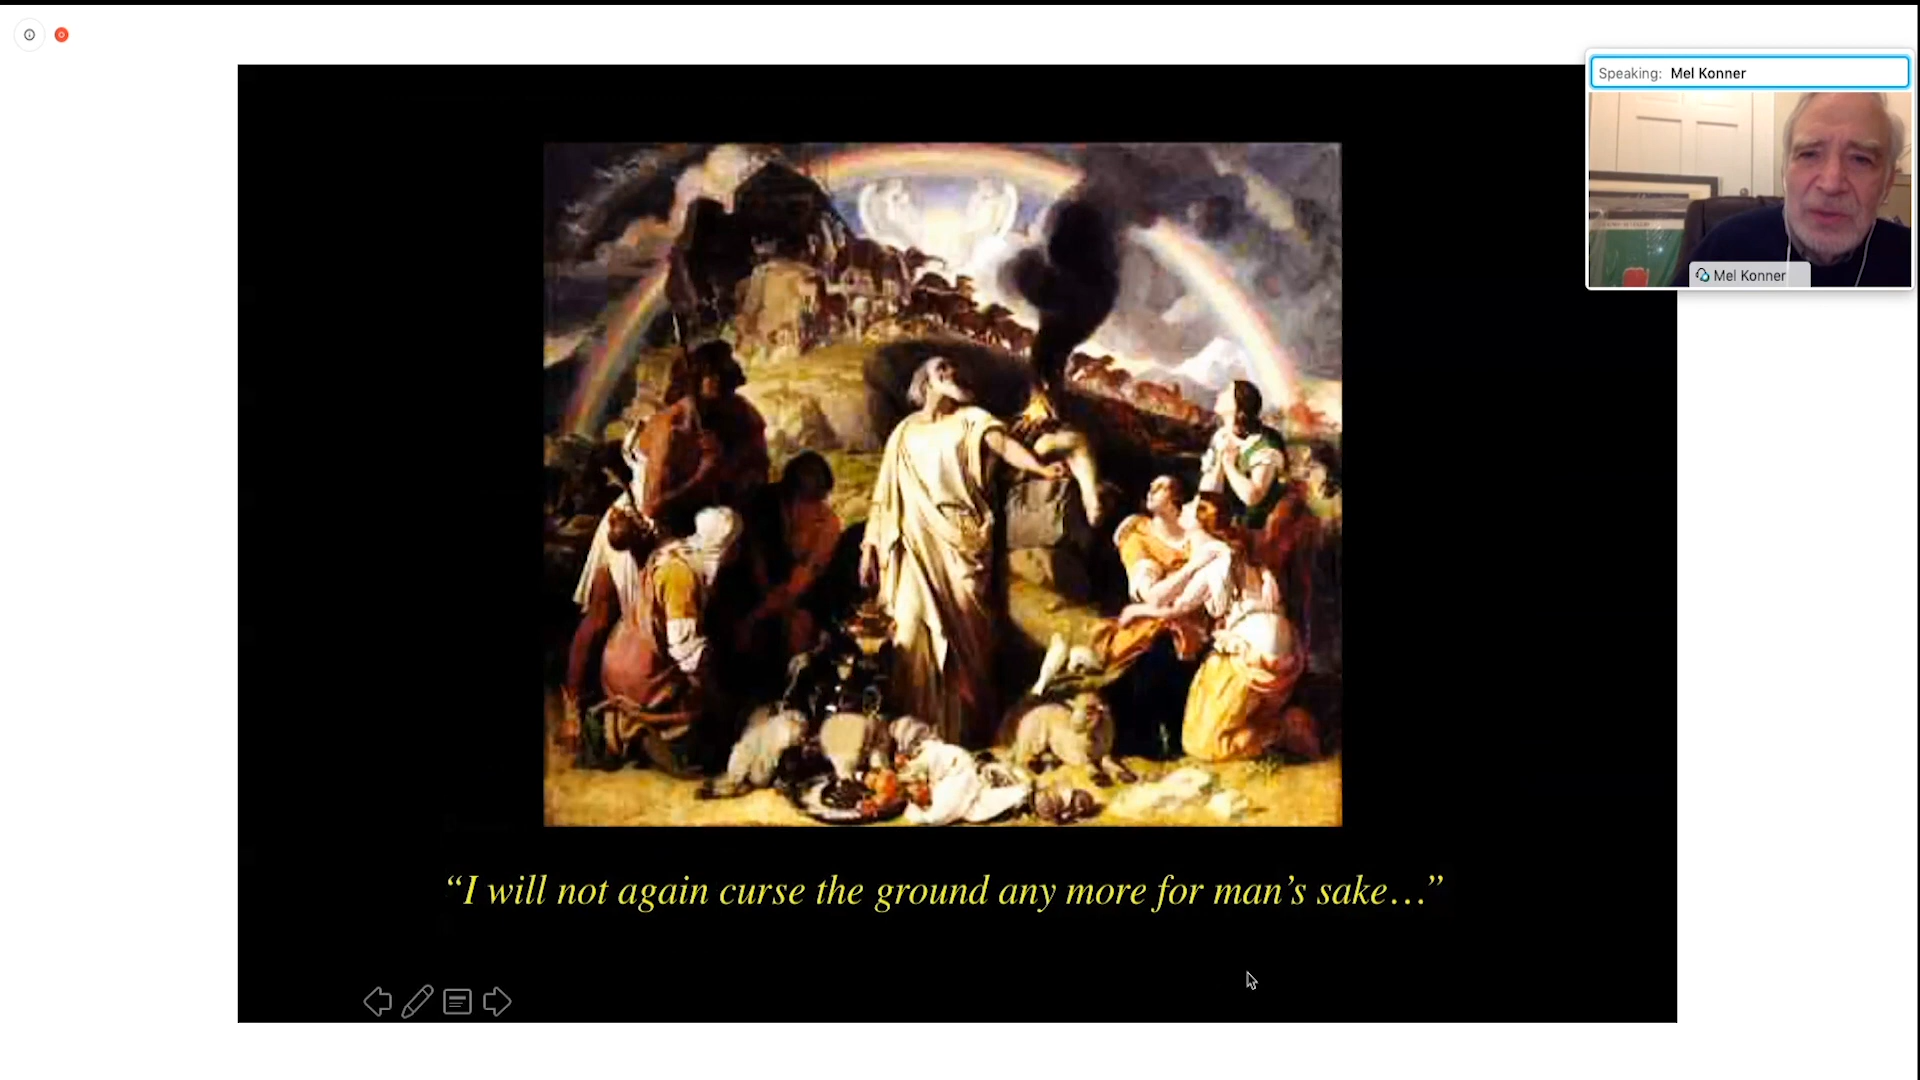 Speaking: Mel Konner
Mel Konner
“I will not again curse the ground any more for man’s sake…”